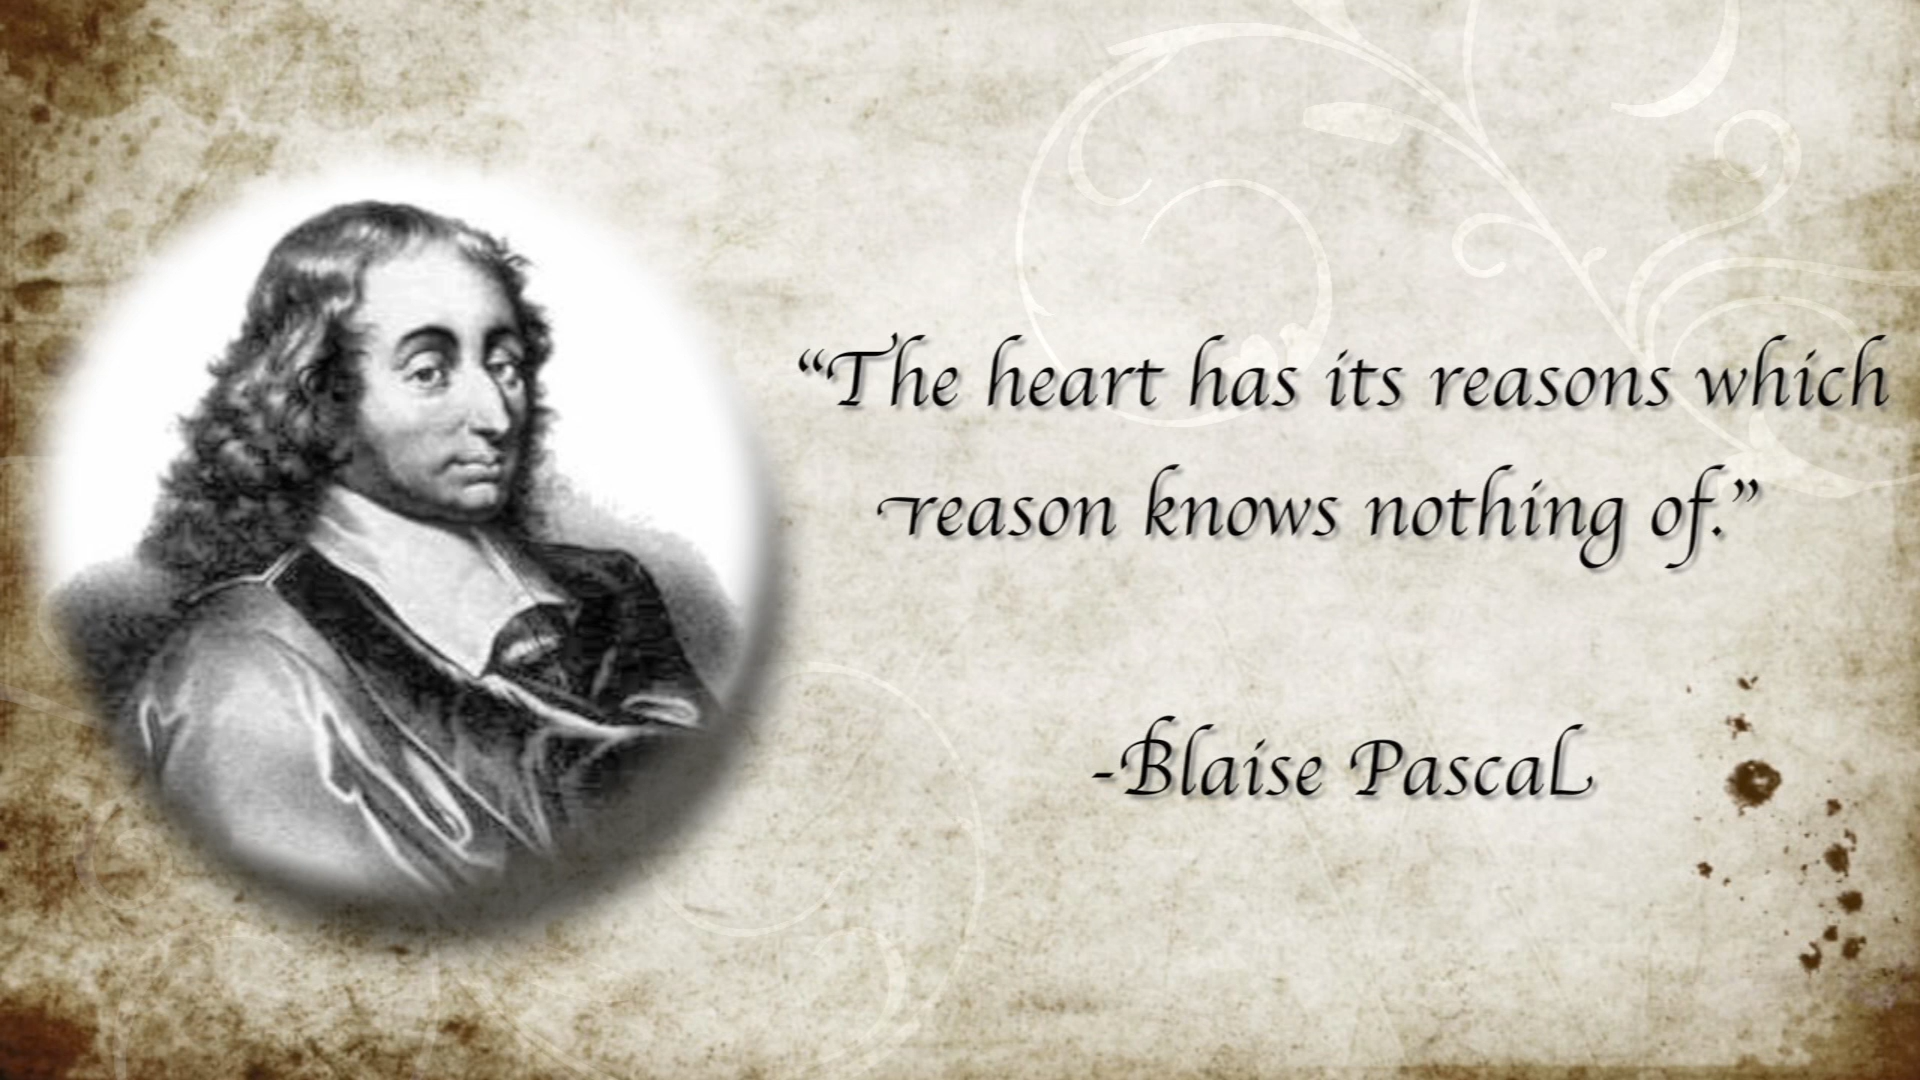 “The heart has its reasons which
reason knows nothing of.”
-Blaise Pascal